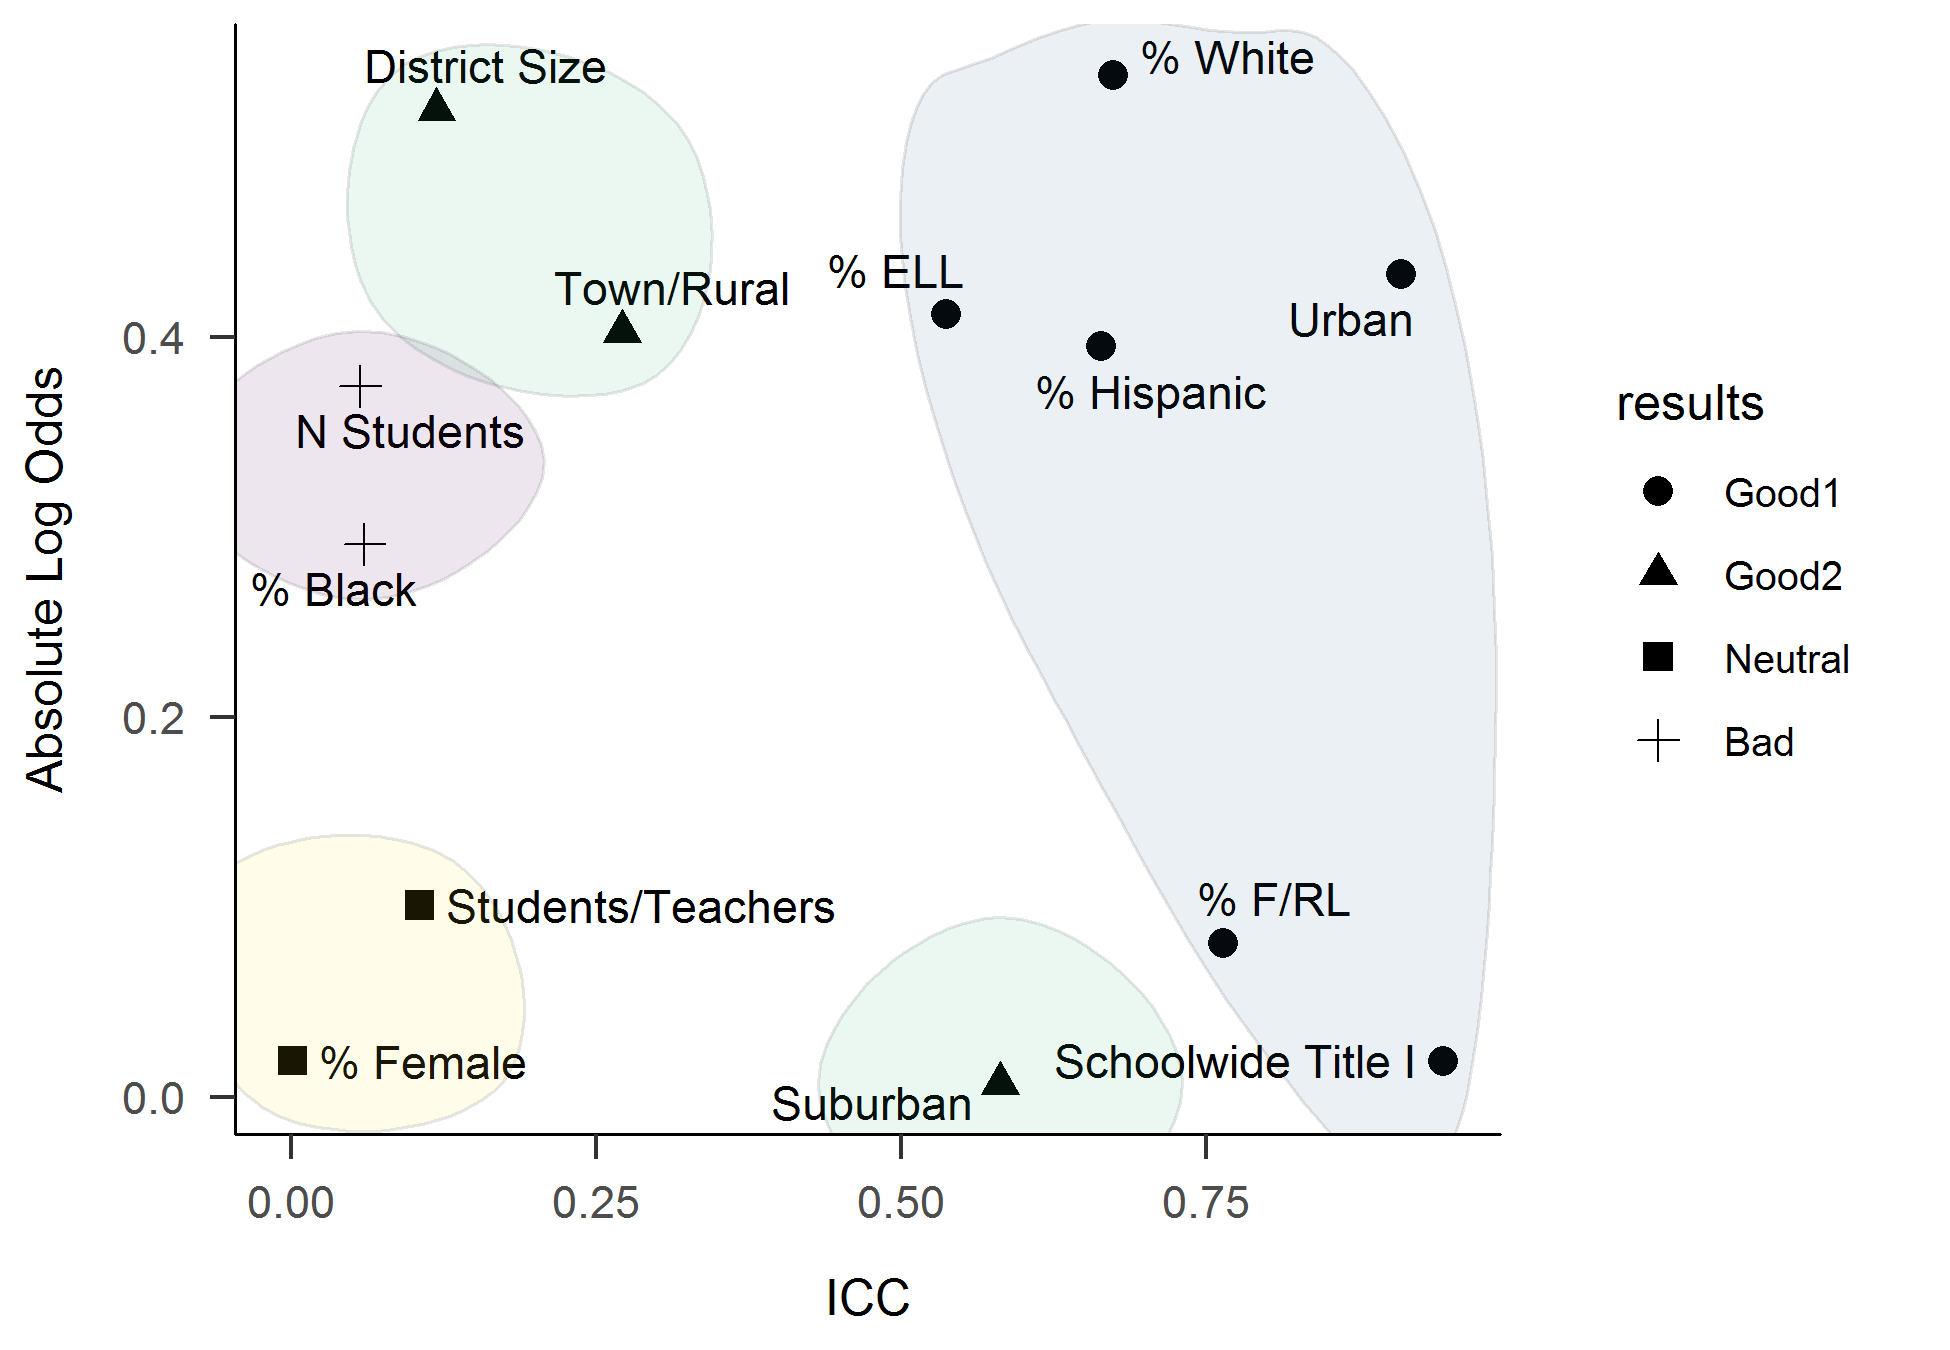 District Size
% White
Town/Rural
% ELL
Urban
% Hispanic
N Students
% Black
Students/Teachers
% F/RL
% Female
Schoolwide Title I
Suburban
Absolute Log Odds
0.4
0.2
0.0
0.00 0.25 0.50 0.75
ICC
results
Good1
Good2
Neutral
Bad